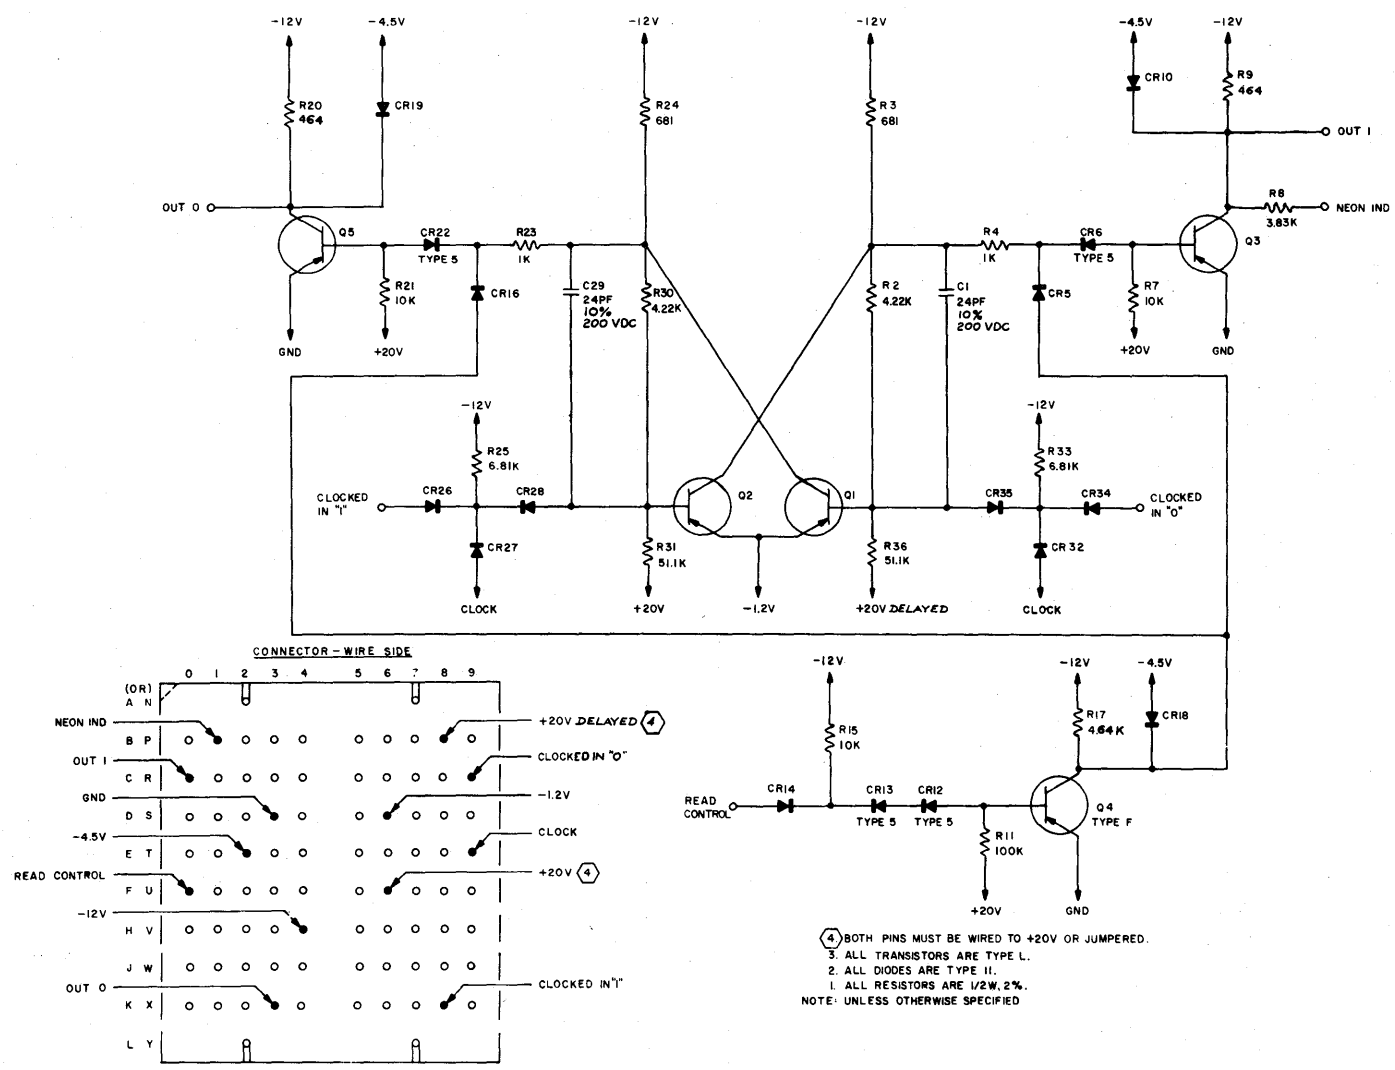 -12V -4.5V -12V -12V -4.5V -12V
R20 464 CR19 R24 681 R3 681 CR10 R9 464
OUT 1
OUT 0
R8 3.83K NEON IND
Q5 CR22 TYPE 5 R23 1K R4 1K CR6 TYPE 5 Q3
R21 10K CR16 C29 24PF 10% 200 VDC R30 4.22K R2 4.22K C1 24PF 10% 200 VDC CR5 R7 10K
GND +20V +20V GND
-12V -12V
R25 6.81K R33 6.81K
CLOCKED IN "1" CR26 CR28 Q2 Q1 CR35 CR34 CLOCKED IN "0"
CR27 R31 51.1K R36 51.1K CR32
CLOCK +20V -1.2V +20V DELAYED CLOCK
CONNECTOR - WIRE SIDE
0 1 2 3 4 5 6 7 8 9
(OR)
A N
NEON IND B P +20V DELAYED 4
OUT 1 C R CLOCKED IN "0"
GND D S -1.2V
-4.5V E T CLOCK
READ CONTROL F U +20V 4
-12V H V
J W
OUT 0 K X CLOCKED IN "1"
L Y
-12V -12V -4.5V
R15 10K R17 4.64K CR18
READ CONTROL CR14 CR13 TYPE 5 CR12 TYPE 5 Q4 TYPE F
R11 100K
+20V GND
4. BOTH PINS MUST BE WIRED TO +20V OR JUMPERED.
3. ALL TRANSISTORS ARE TYPE L.
2. ALL DIODES ARE TYPE 11.
1. ALL RESISTORS ARE 1/2W, 2%.
NOTE: UNLESS OTHERWISE SPECIFIED